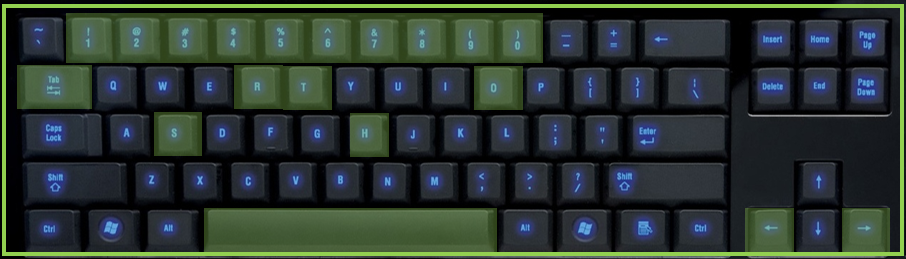 ~ ! @ # $ % ^ & * ( ) — + Insert Home Page Up
` 1 2 3 4 5 6 7 8 9 0 - = ←
Tab Q W E R T Y U I O P { } ! Delete End Page Down
[ ] \
Caps Lock A S D F G H J K L : " Enter
; '
Shift Z X C V B N M < > ? Shift ↑
, . /
Ctrl Alt Alt Ctrl ← ↓ →